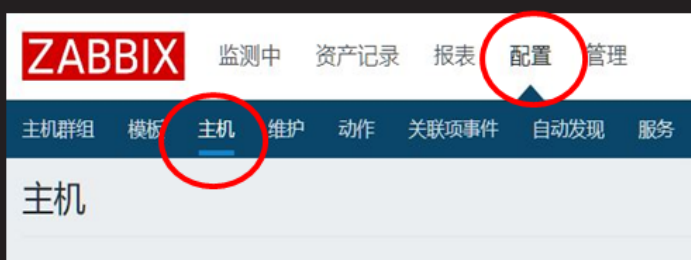 ZABBIX 监测中 资产记录 报表 配置 管理
主机群组 模板 主机 维护 动作 关联项事件 自动发现 服务
主机